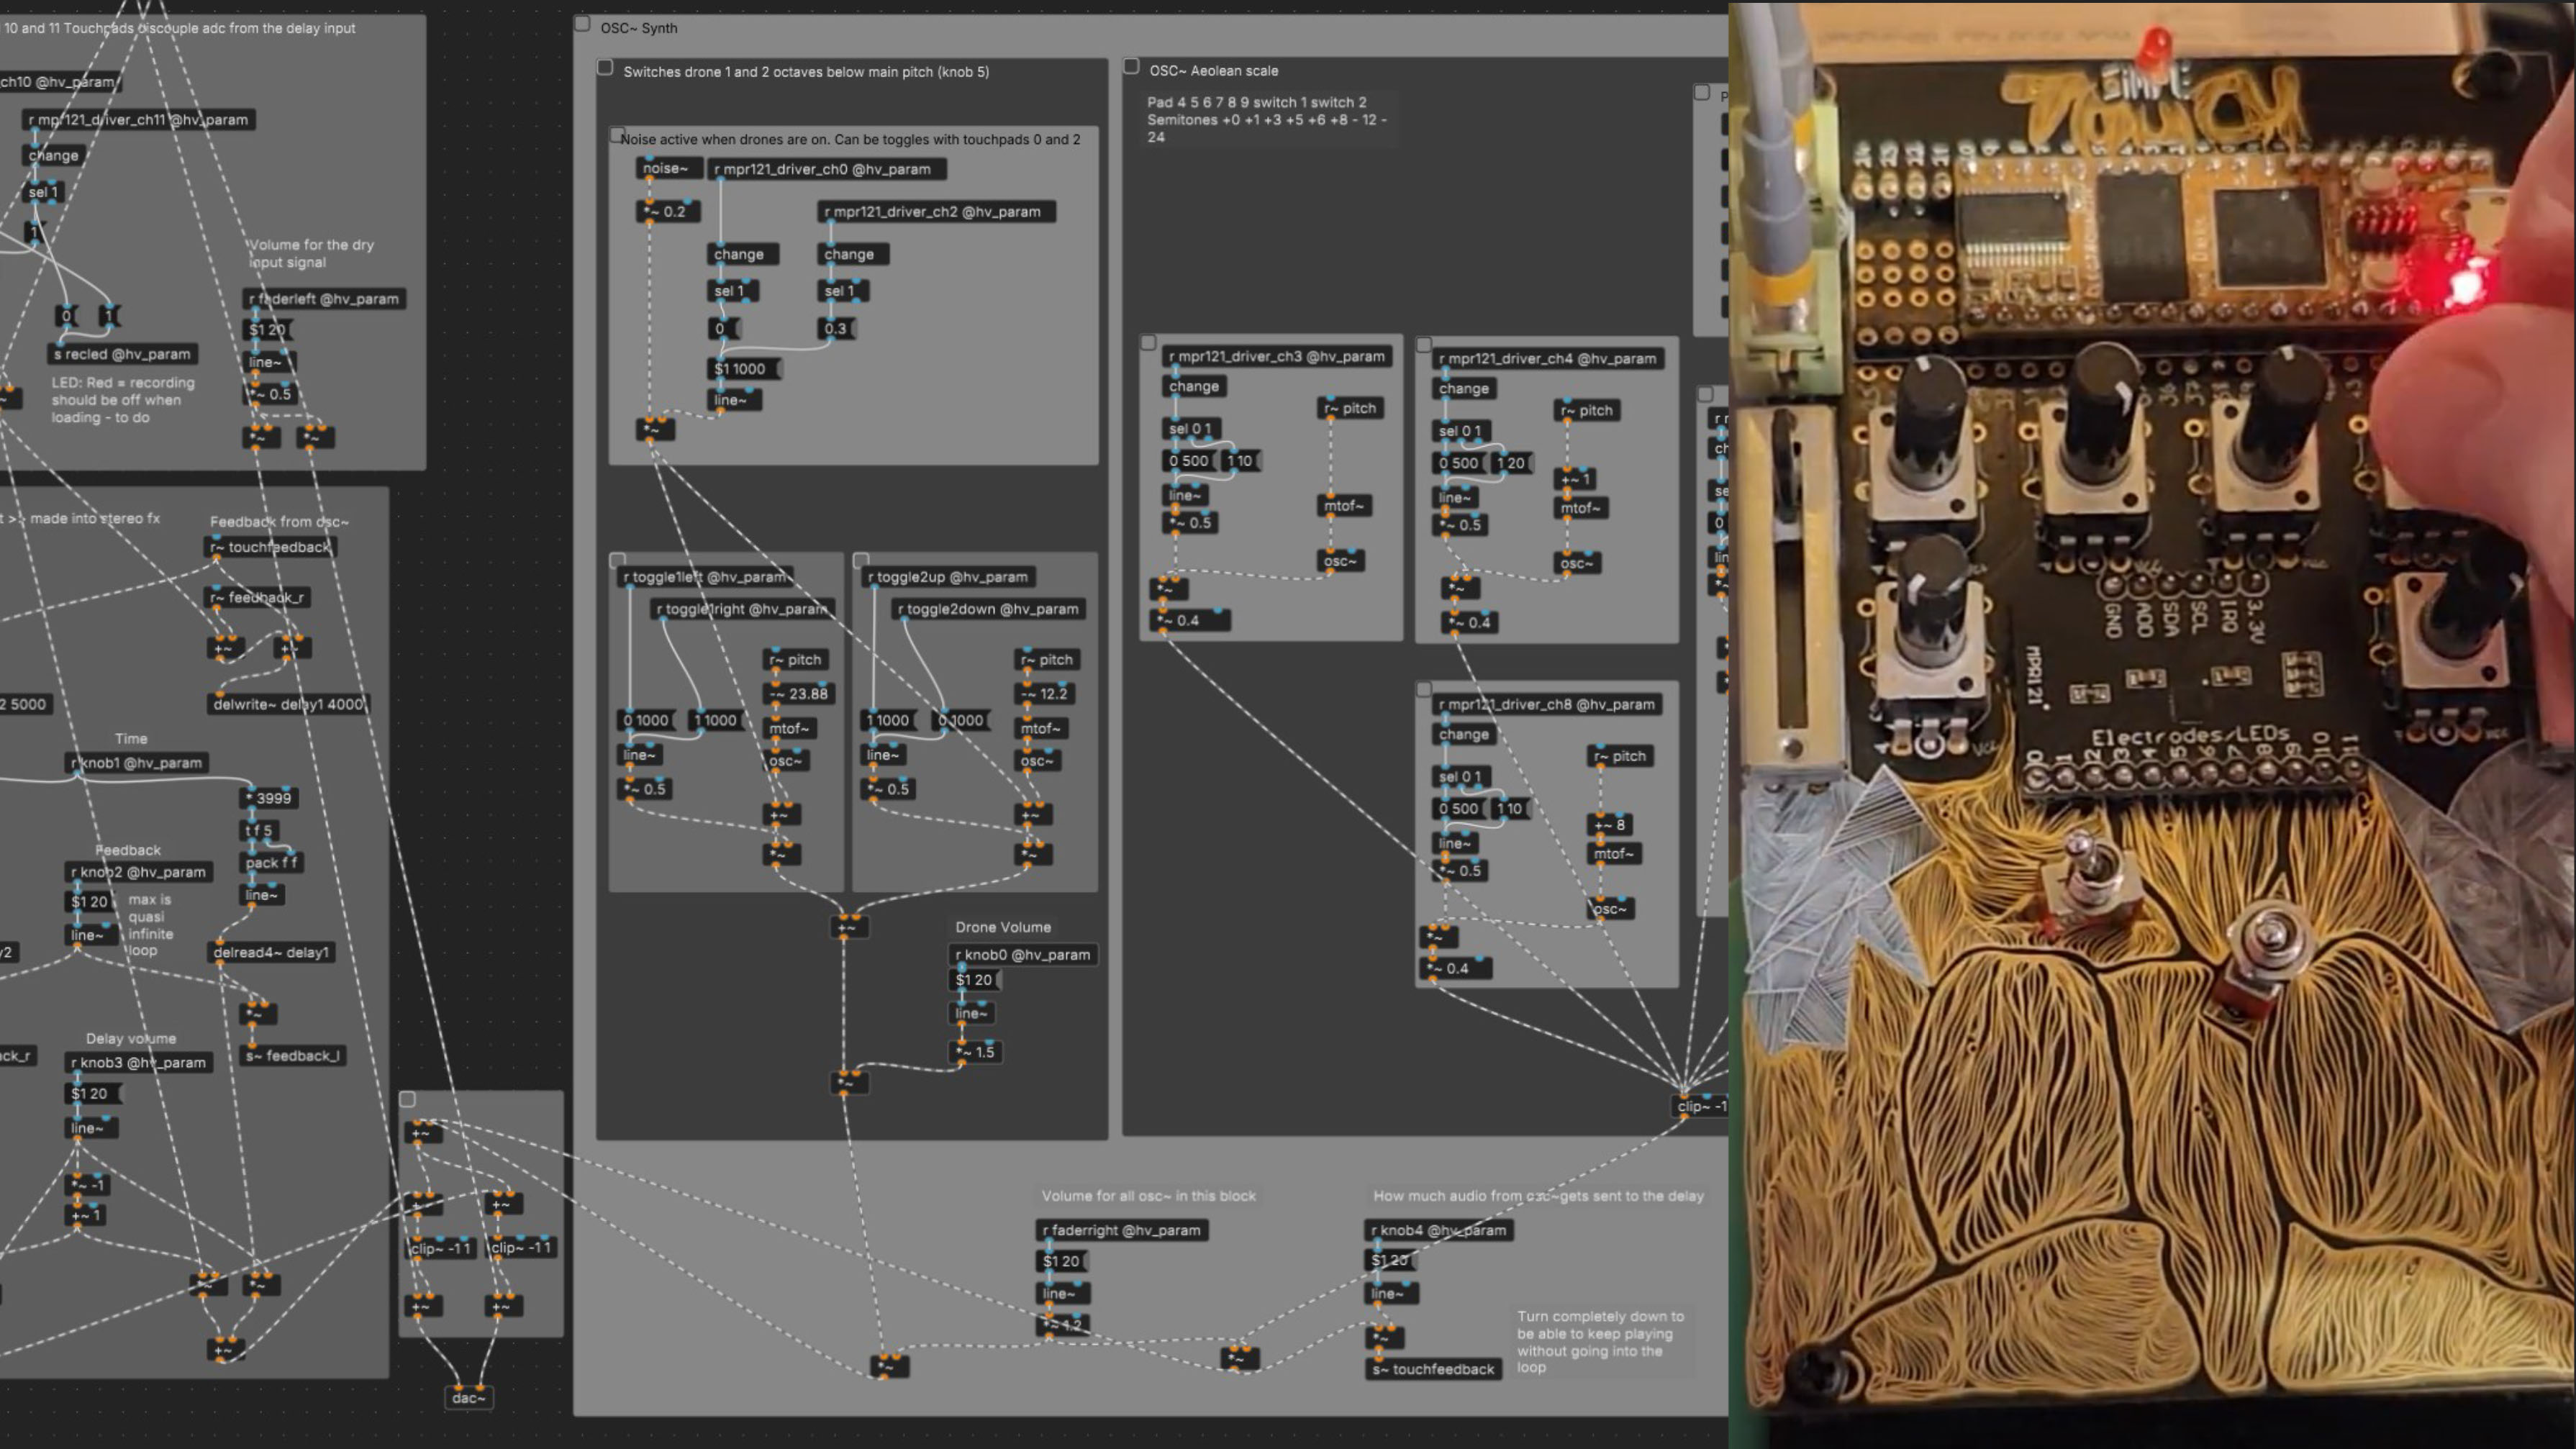 10 and 11 Touchpads discouple adc from the delay input
ch10 @hv_param
r mpr121_driver_ch11 @hv_param
change
sel 1
1
0
1
s recled @hv_param
LED: Red = recording
should be off when
loading - to do
Volume for the dry
input signal
r faderleft @hv_param
$1 20
line~
*~ 0.5
*~
*~
>> made into stereo fx
Feedback from osc~
r~ touchfeedback
r~ feedback_r
+~
+~
delwrite~ delay1 4000
2 5000
Time
r knob1 @hv_param
* 3999
t f 5
pack f f
line~
delread4~ delay1
*~
s~ feedback_l
Feedback
r knob2 @hv_param
$1 20
line~
max is
quasi
infinite
loop
Delay volume
r knob3 @hv_param
$1 20
line~
*~ -1
+~ 1
*~
*~
+~
+~
+~
+~
clip~ -1 1
clip~ -1 1
+~
+~
dac~
OSC~ Synth
Switches drone 1 and 2 octaves below main pitch (knob 5)
Noise active when drones are on. Can be toggles with touchpads 0 and 2
noise~
r mpr121_driver_ch0 @hv_param
*~ 0.2
r mpr121_driver_ch2 @hv_param
change
change
sel 1
sel 1
0
0.3
$1 1000
line~
*~
r toggle1left @hv_param
r toggle1right @hv_param
r~ pitch
-~ 23.88
0 1000
1 1000
mtof~
line~
osc~
*~ 0.5
+~
*~
r toggle2up @hv_param
r toggle2down @hv_param
r~ pitch
-~ 12.2
1 1000
0 1000
mtof~
line~
osc~
*~ 0.5
+~
*~
+~
Drone Volume
r knob0 @hv_param
$1 20
line~
*~ 1.5
*~
OSC~ Aeolean scale
Pad 4 5 6 7 8 9 switch 1 switch 2
Semitones +0 +1 +3 +5 +6 +8 - 12 -
24
r mpr121_driver_ch3 @hv_param
change
r~ pitch
sel 0 1
0 500
1 10
line~
mtof~
*~ 0.5
osc~
*~
*~ 0.4
r mpr121_driver_ch4 @hv_param
change
r~ pitch
sel 0 1
0 500
1 20
+~ 1
line~
mtof~
*~ 0.5
osc~
*~
*~ 0.4
r mpr121_driver_ch8 @hv_param
change
r~ pitch
sel 0 1
0 500
1 10
+~ 8
line~
mtof~
*~ 0.5
osc~
*~
*~ 0.4
clip~ -1
Volume for all osc~ in this block
r faderright @hv_param
$1 20
line~
*~ 1.2
*~
*~
How much audio from osc~ gets sent to the delay
r knob4 @hv_param
$1 20
line~
*~
s~ touchfeedback
Turn completely down to
be able to keep playing
without going into the
loop
SIMPLE
TOUCH
GND
ADD
SDA
SCL
IRQ
3.3V
MPR121
Electrodes/LEDs
0 1 2 3 4 5 6 7 8 9 10 11